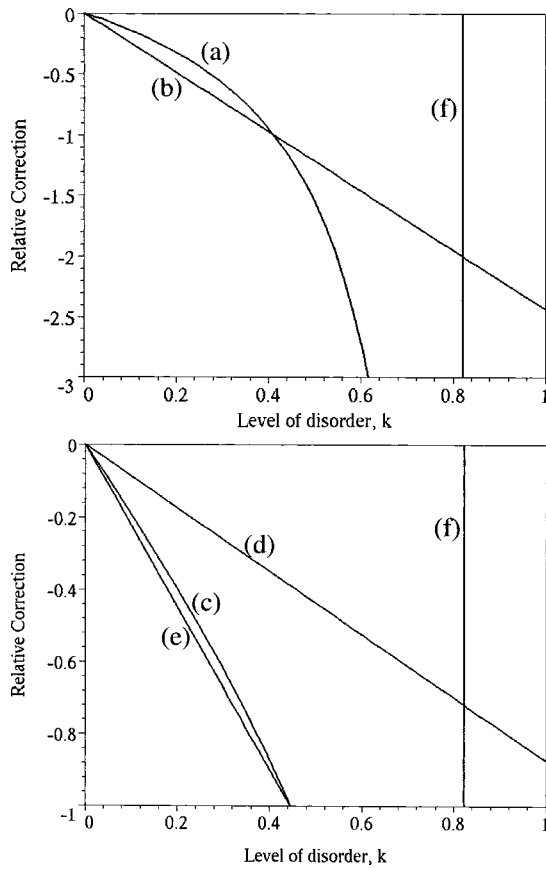 0
-0.5
-1
-1.5
-2
-2.5
-3
Relative Correction
(a)
(b)
(f)
0 0.2 0.4 0.6 0.8 1
Level of disorder, k
0
-0.2
-0.4
-0.6
-0.8
-1
Relative Correction
(f)
(d)
(c)
(e)
0 0.2 0.4 0.6 0.8 1
Level of disorder, k